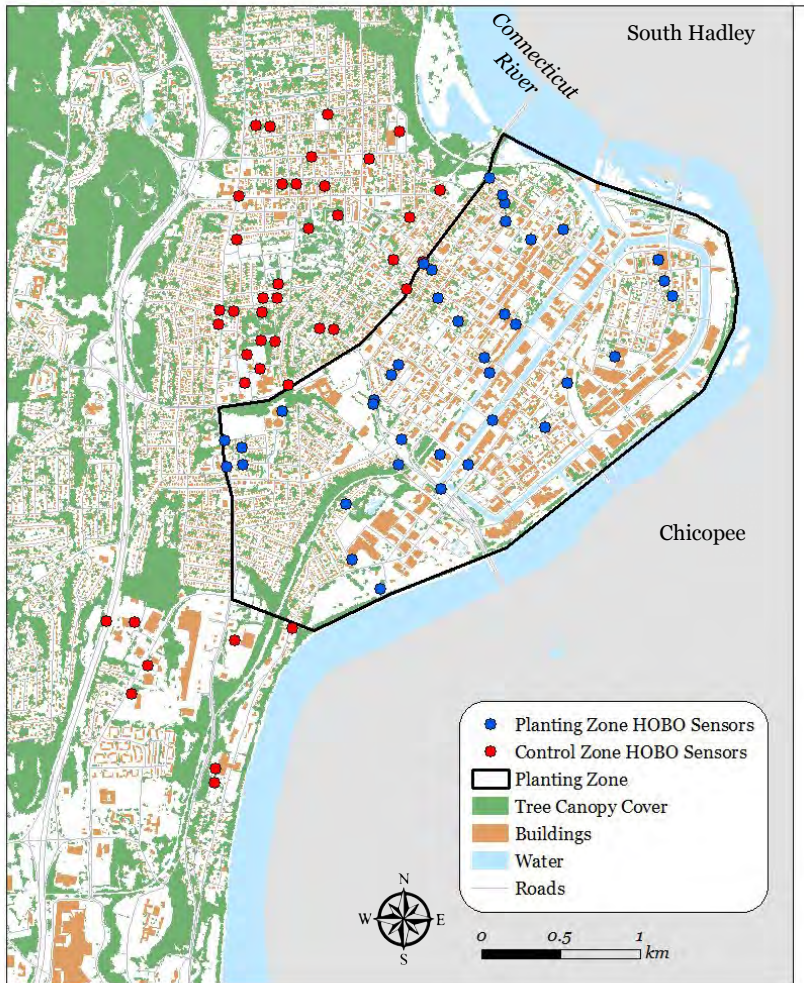 South Hadley
Connecticut
River
Chicopee
Planting Zone HOBO Sensors
Control Zone HOBO Sensors
Planting Zone
Tree Canopy Cover
Buildings
Water
Roads
N
W E
S
0 0.5 1
km